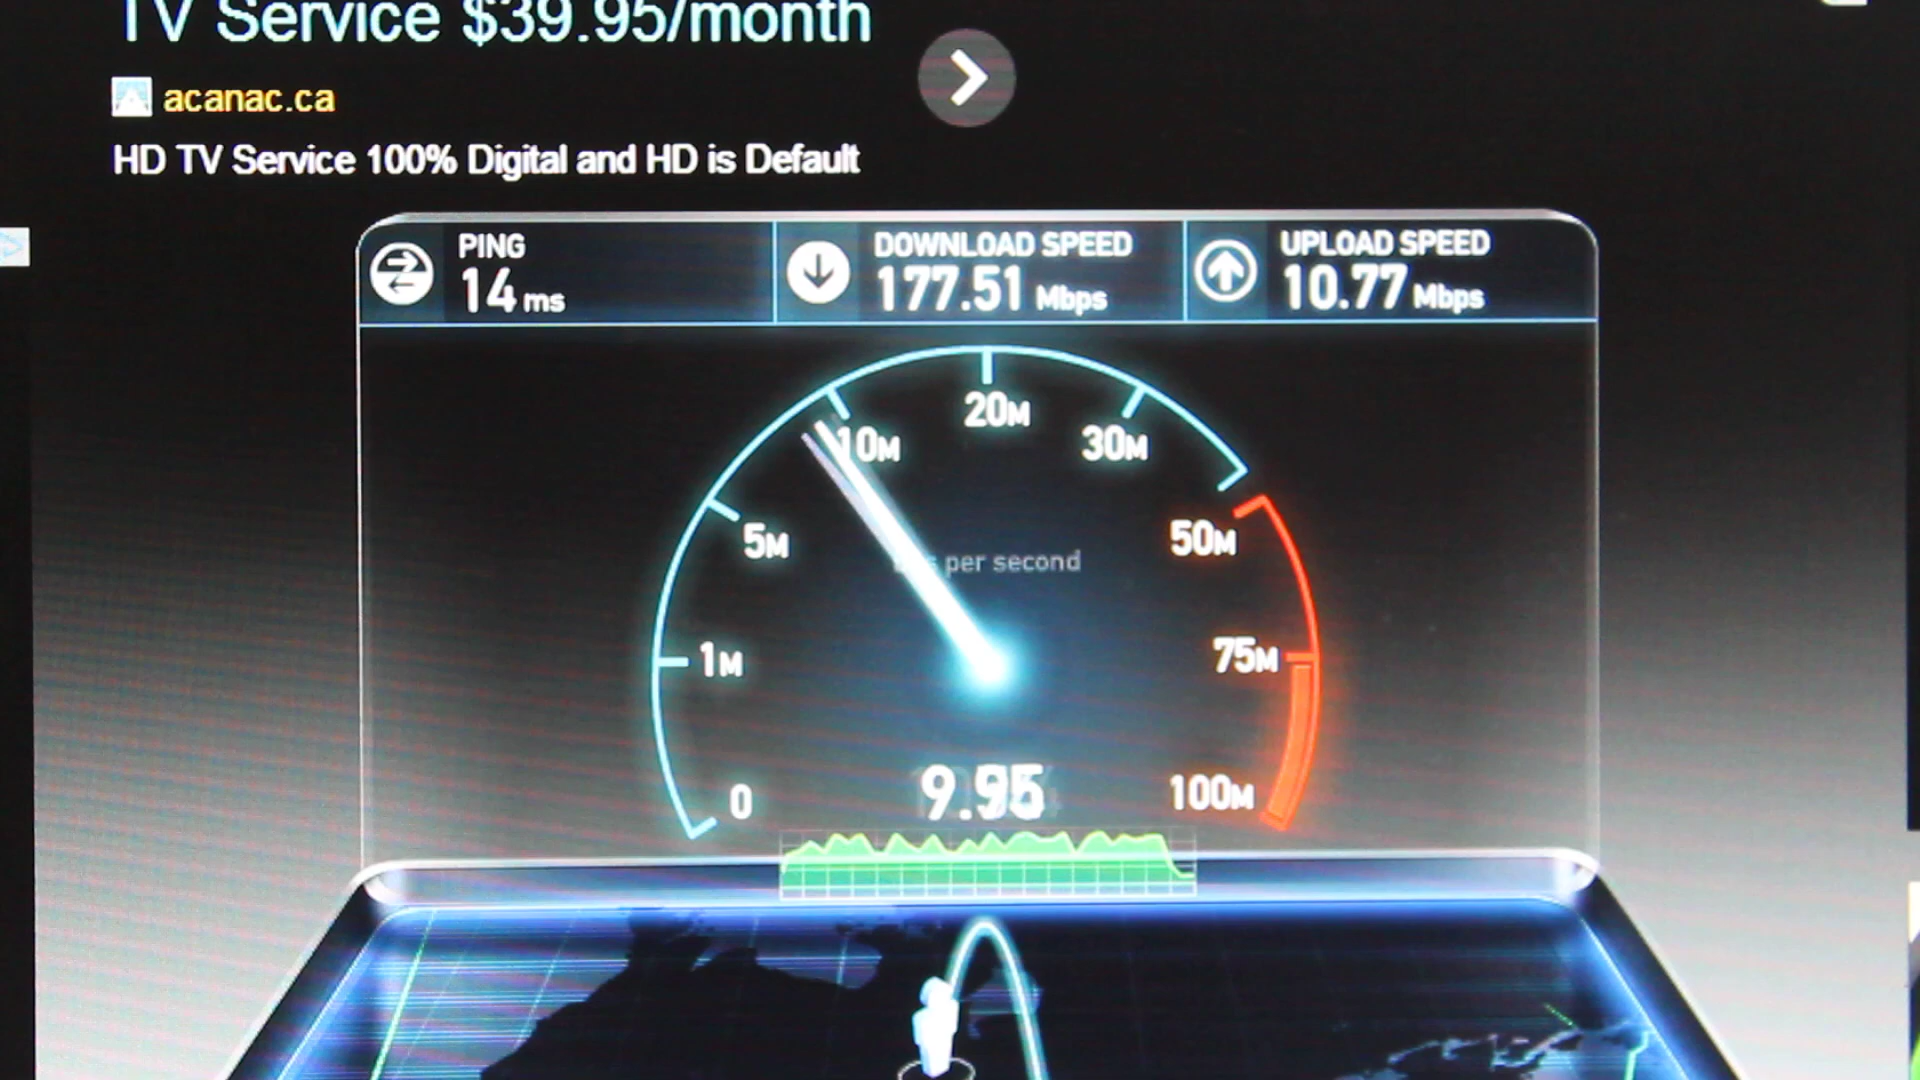 TV Service $39.95/month
acanac.ca
HD TV Service 100% Digital and HD is Default
PING
14 ms
DOWNLOAD SPEED
177.51 Mbps
UPLOAD SPEED
10.77 Mbps
20M
10M
30M
5M
50M
per second
1M
75M
0
9.95
100M